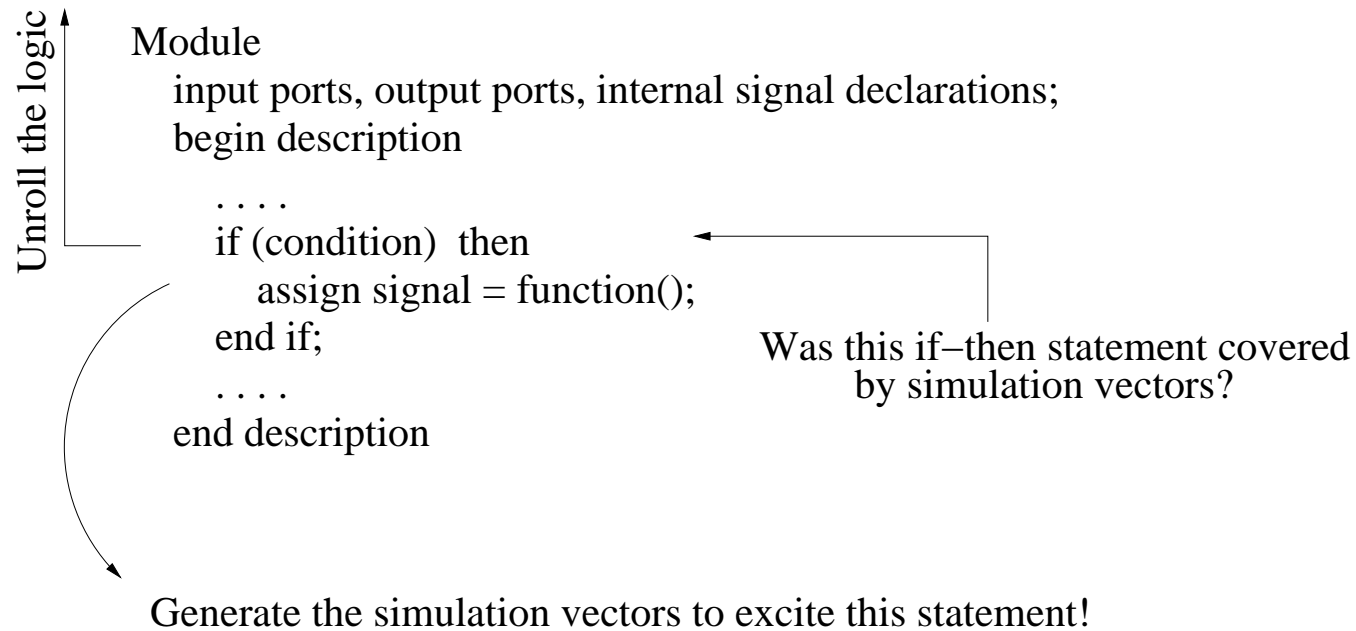 Unroll the logic
Module
input ports, output ports, internal signal declarations;
begin description
. . . .
if (condition) then
assign signal = function();
end if;
. . . .
end description
Was this if−then statement covered
by simulation vectors?
Generate the simulation vectors to excite this statement!